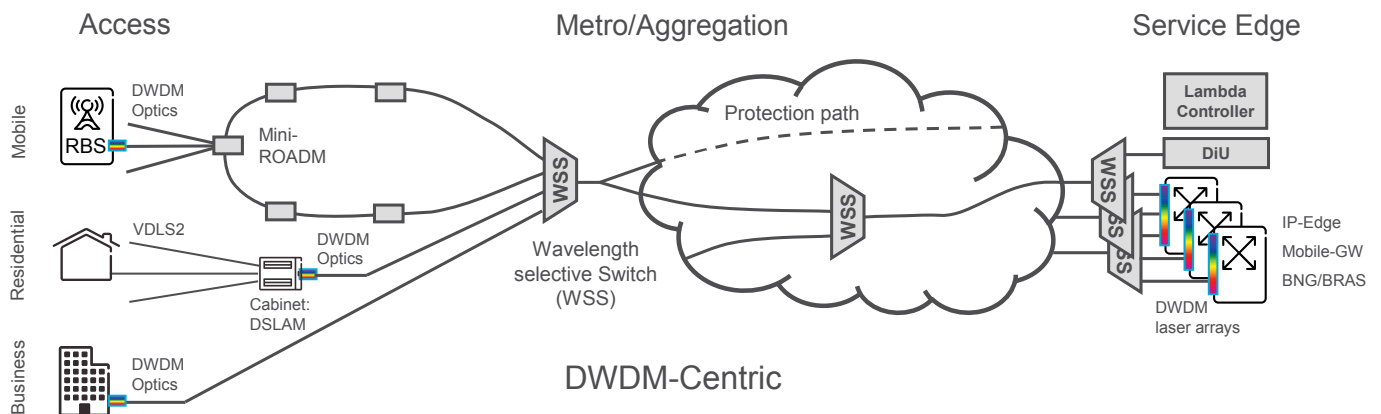 Access
Metro/Aggregation
Service Edge
Mobile
RBS
DWDM
Optics
Mini-
ROADM
WSS
Protection path
WSS
Lambda
Controller
DiU
WSS
SS
SS
IP-Edge
Mobile-GW
BNG/BRAS
DWDM
laser arrays
Residential
VDLS2
Cabinet:
DSLAM
DWDM
Optics
Wavelength
selective Switch
(WSS)
Business
DWDM
Optics
DWDM-Centric